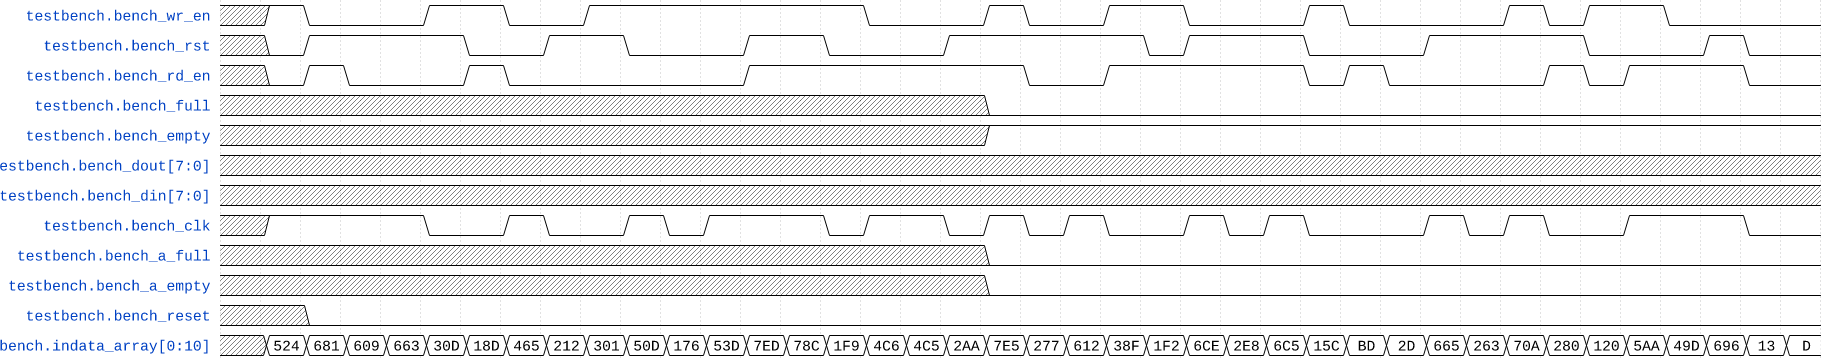 testbench.bench_wr_en
testbench.bench_rst
testbench.bench_rd_en
testbench.bench_full
testbench.bench_empty
estbench.bench_dout[7:0]
testbench.bench_din[7:0]
testbench.bench_clk
testbench.bench_a_full
testbench.bench_a_empty
testbench.bench_reset
bench.indata_array[0:10] 524 681 609 663 30D 18D 465 212 301 50D 176 53D 7ED 78C 1F9 4C6 4C5 2AA 7E5 277 612 38F 1F2 6CE 2E8 6C5 15C BD 2D 665 263 70A 280 120 5AA 49D 696 13 D